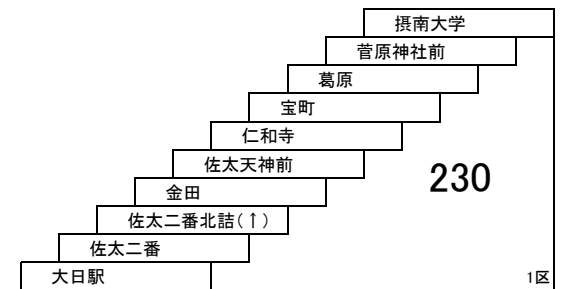 摂南大学
菅原神社前
葛原
宝町
仁和寺
佐太天神前
230
金田
佐太二番北詰(↑)
佐太二番
大日駅
1区